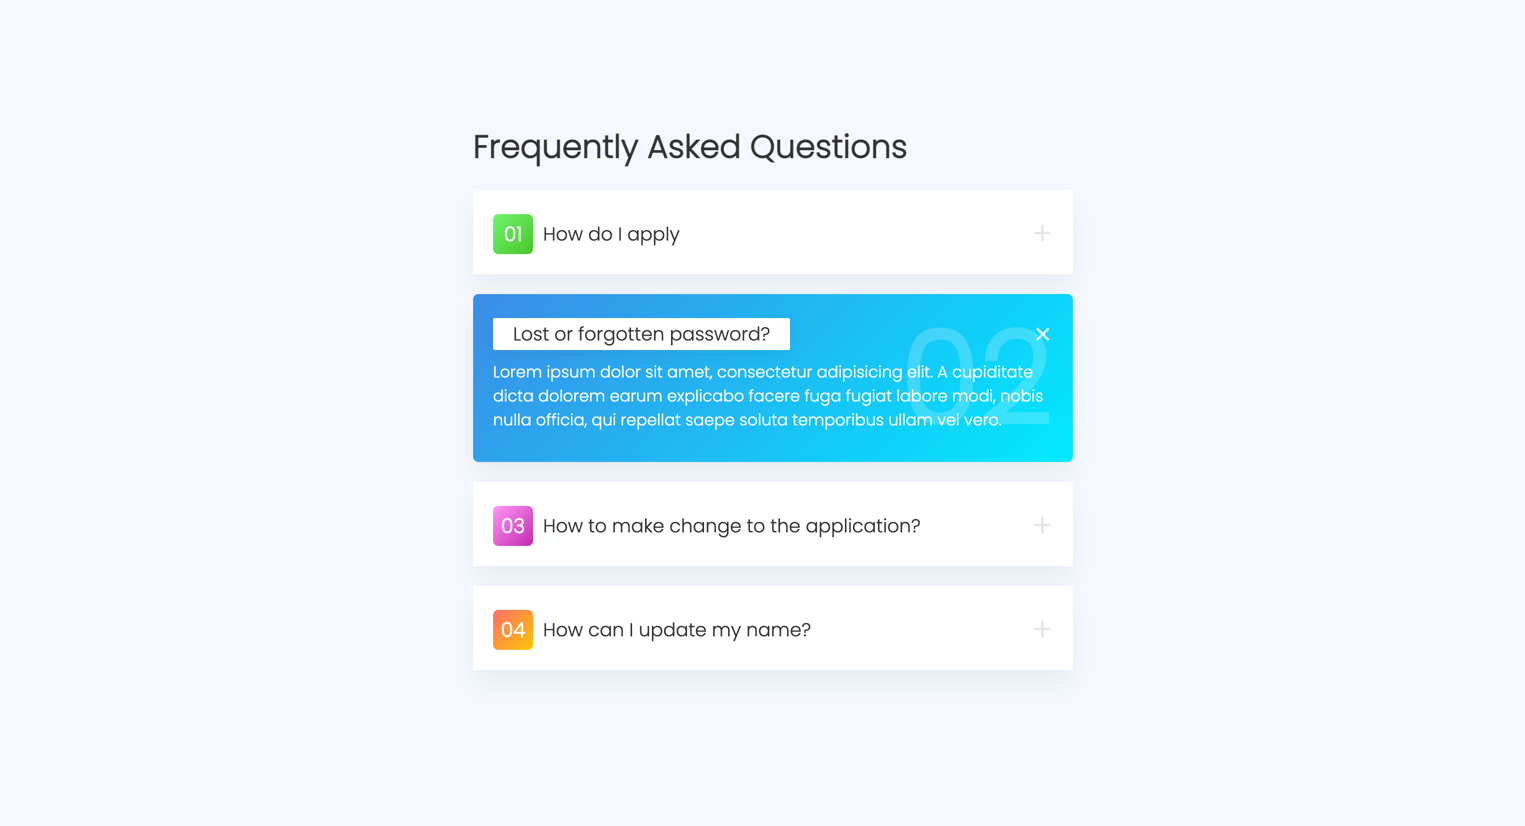 Frequently Asked Questions
01 How do I apply
Lost or forgotten password?
02
Lorem ipsum dolor sit amet, consectetur adipisicing elit. A cupiditate
dicta dolorem earum explicabo facere fuga fugiat labore modi, nobis
nulla officia, qui repellat saepe soluta temporibus ullam vel vero.
03 How to make change to the application?
04 How can I update my name?